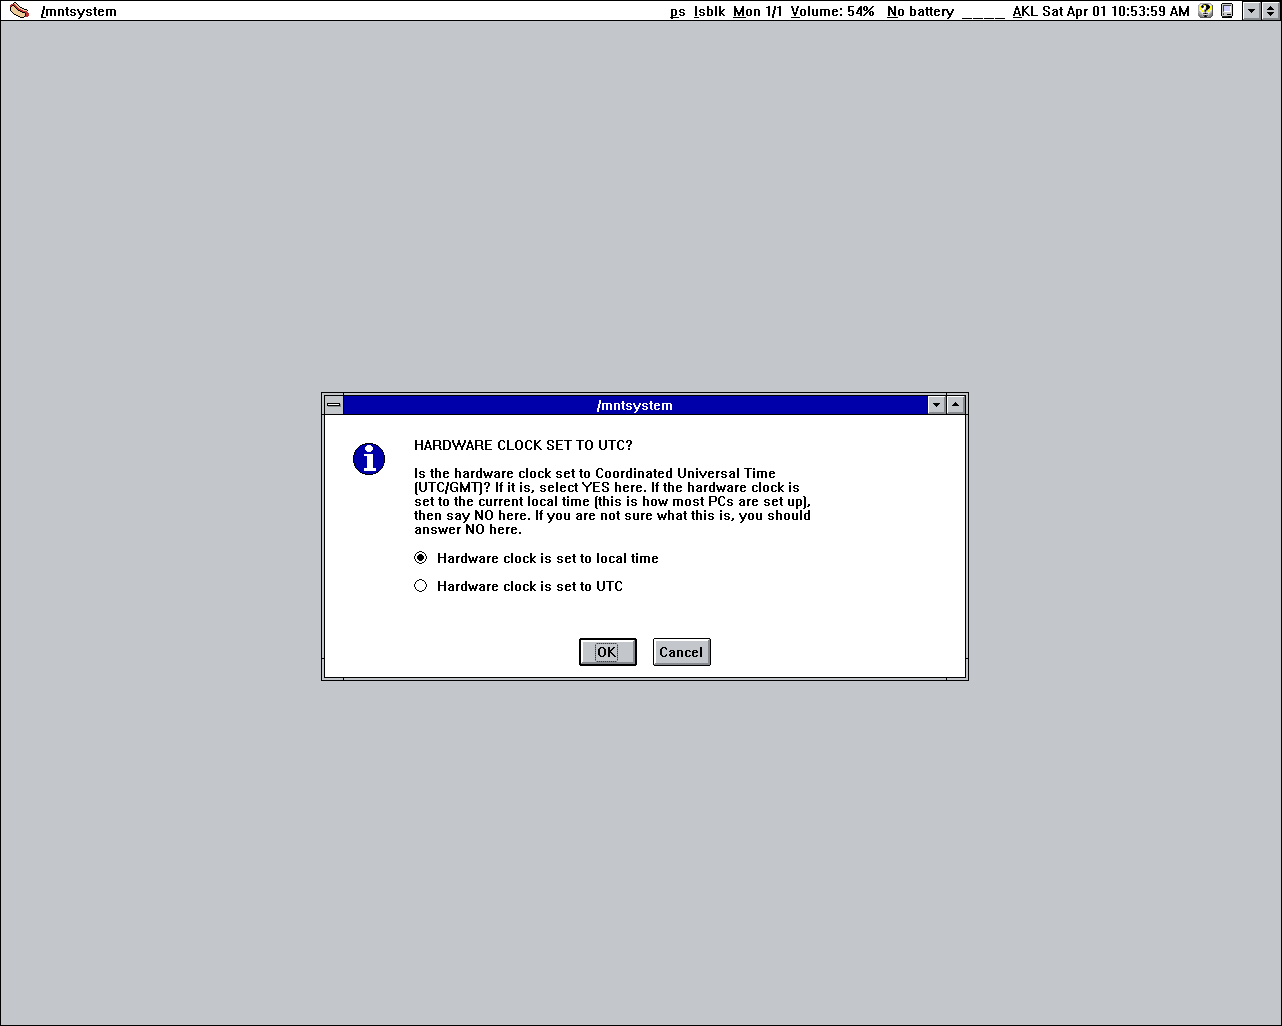 /mntsystem ps lsblk Mon 1/1 Volume: 54% No battery ____ AKL Sat Apr 01 10:53:59 AM
/mntsystem
HARDWARE CLOCK SET TO UTC?
Is the hardware clock set to Coordinated Universal Time
(UTC/GMT)? If it is, select YES here. If the hardware clock is
set to the current local time (this is how most PCs are set up),
then say NO here. If you are not sure what this is, you should
answer NO here.
Hardware clock is set to local time
Hardware clock is set to UTC
OK Cancel